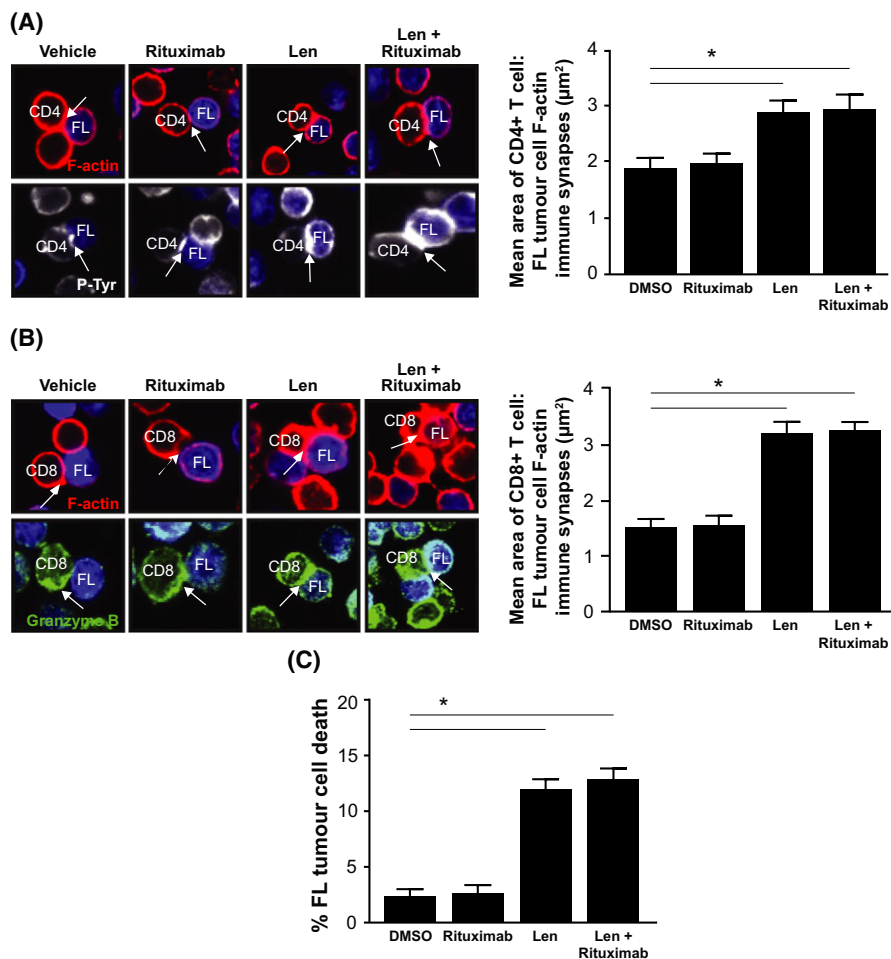 (A)
Vehicle
Rituximab
Len
Len +
Rituximab
CD4
FL
F-actin
CD4
FL
CD4
FL
CD4
FL
CD4
FL
P-Tyr
CD4
FL
CD4
FL
CD4
FL
Mean area of CD4+ T cell:
FL tumour cell F-actin
immune synapses (µm²)
4
3
2
1
0
*
DMSO
Rituximab
Len
Len +
Rituximab
(B)
Vehicle
Rituximab
Len
Len +
Rituximab
CD8
FL
F-actin
CD8
FL
CD8
FL
CD8
FL
CD8
FL
Granzyme B
CD8
FL
CD8
FL
CD8
FL
Mean area of CD8+ T cell:
FL tumour cell F-actin
immune synapses (µm²)
4
3
2
1
0
*
DMSO
Rituximab
Len
Len +
Rituximab
(C)
% FL tumour cell death
20
15
10
5
0
*
DMSO
Rituximab
Len
Len +
Rituximab